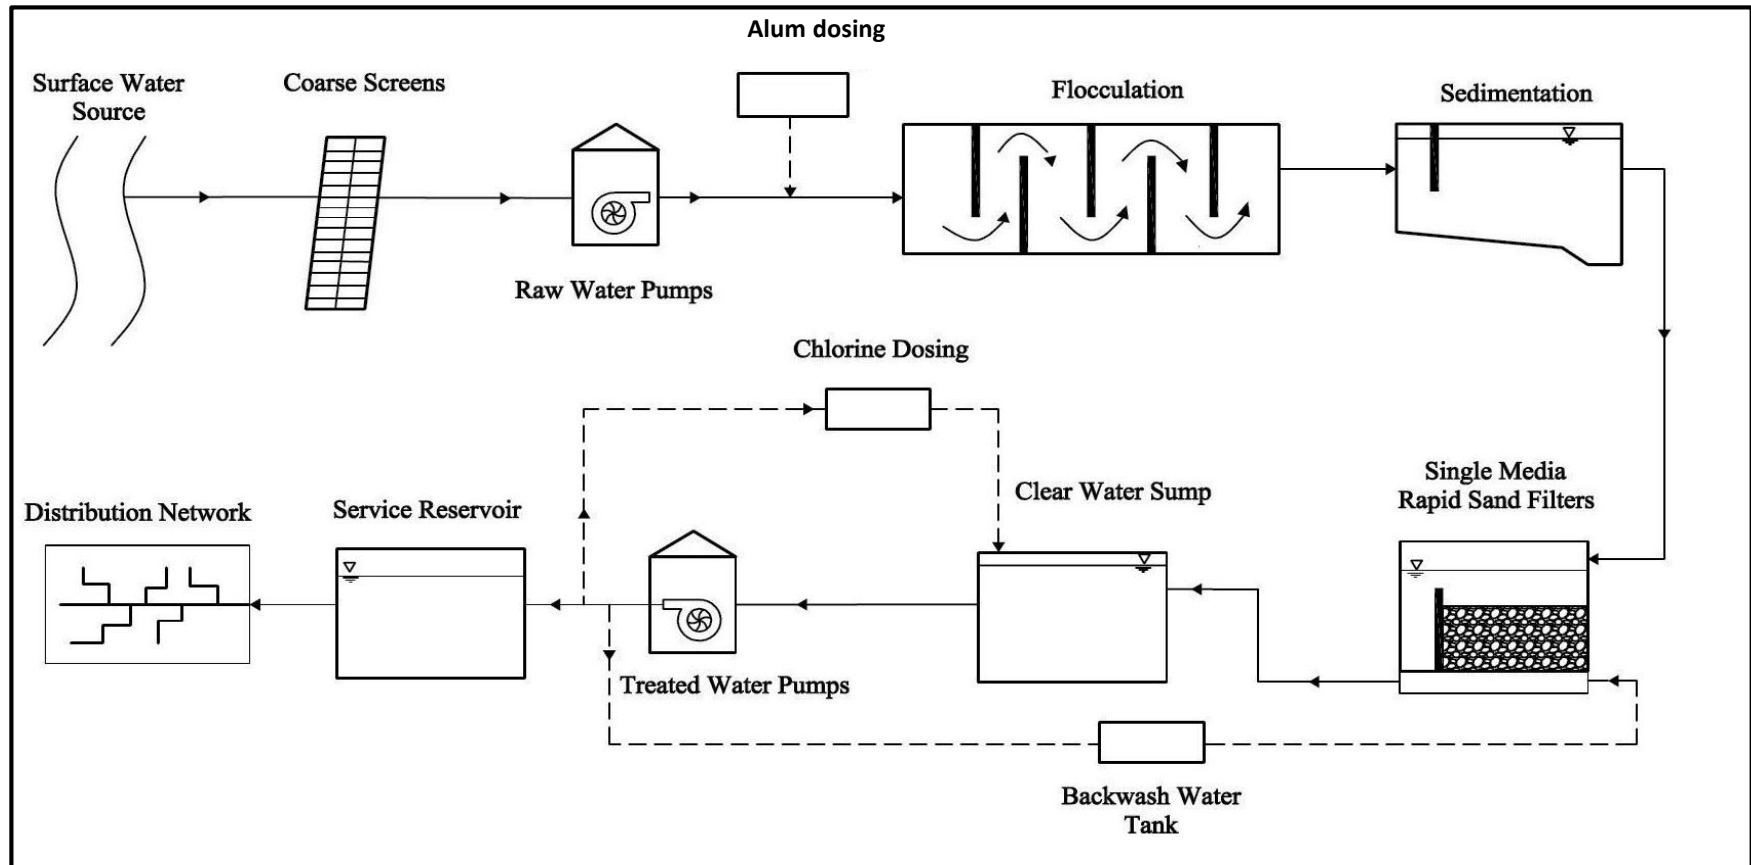 Alum dosing
Surface Water
Source
Coarse Screens
Flocculation
Sedimentation
Raw Water Pumps
Chlorine Dosing
Single Media
Rapid Sand Filters
Clear Water Sump
Distribution Network
Service Reservoir
Treated Water Pumps
Backwash Water
Tank